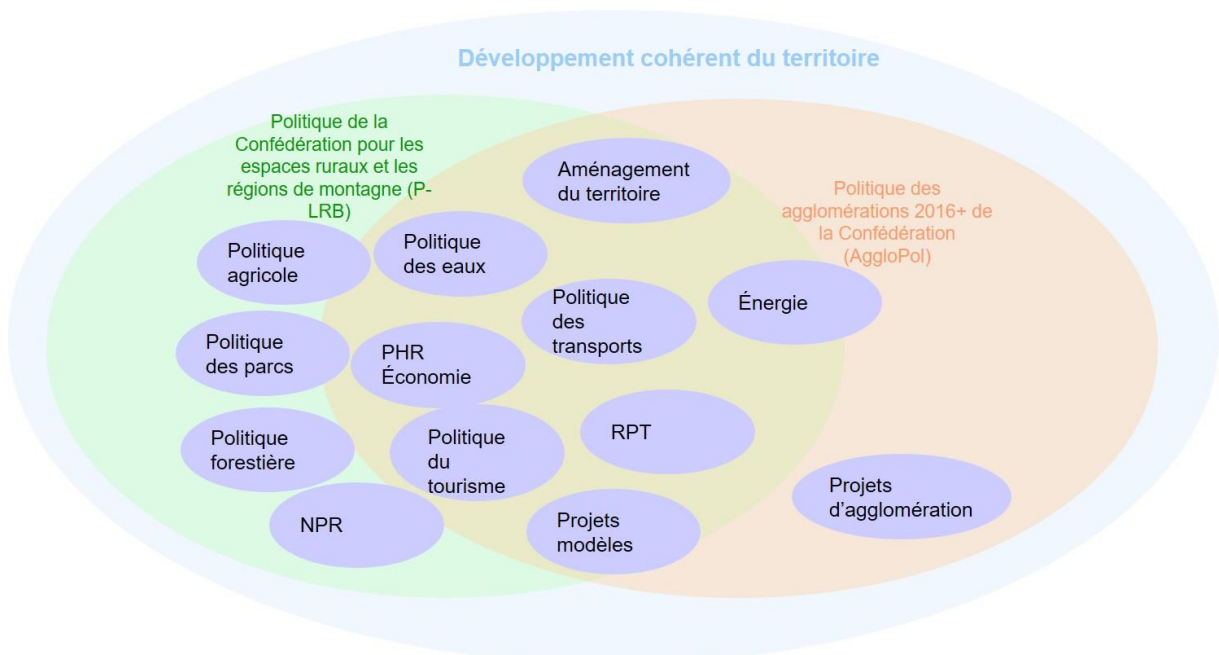 Développement cohérent du territoire
Politique de la
Confédération pour les
espaces ruraux et les
régions de montagne (P-
LRB)
Aménagement
du territoire
Politique des
agglomérations 2016+ de
la Confédération
(AggloPol)
Politique
agricole
Politique
des eaux
Politique
des
transports
Énergie
Politique
des parcs
PHR
Économie
Politique
forestière
Politique
du
tourisme
RPT
NPR
Projets
modèles
Projets
d’agglomération